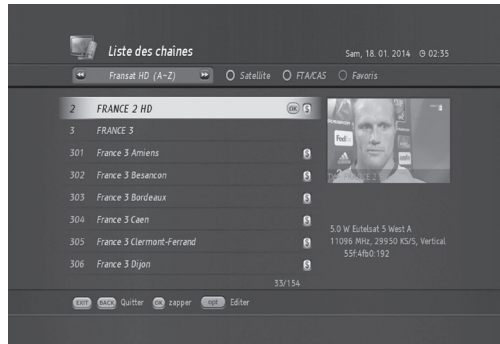 Liste des chaînes
Sam, 18. 01. 2014 02:35
Fransat HD (A-Z) Satellite FTA/CAS Favoris
2 FRANCE 2 HD OK $
3 FRANCE 3
301 France 3 Amiens $
302 France 3 Besancon $
303 France 3 Bordeaux $
304 France 3 Caen $
305 France 3 Clermont-Ferrand $
306 France 3 Dijon $
33/154
FedEx
adidas
5.0 W Eutelsat 5 West A
11096 MHz, 29950 KS/S, Vertical
55f:4fb0:192
EXIT BACK Quitter OK zapper opt Editer